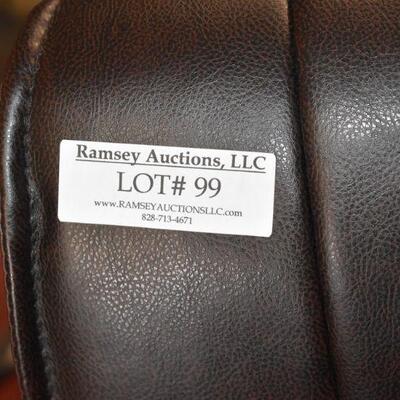 Ramsey Auctions, LLC
LOT# 99
www.RAMSEYAUCTIONSLLC.com
828-713-4671